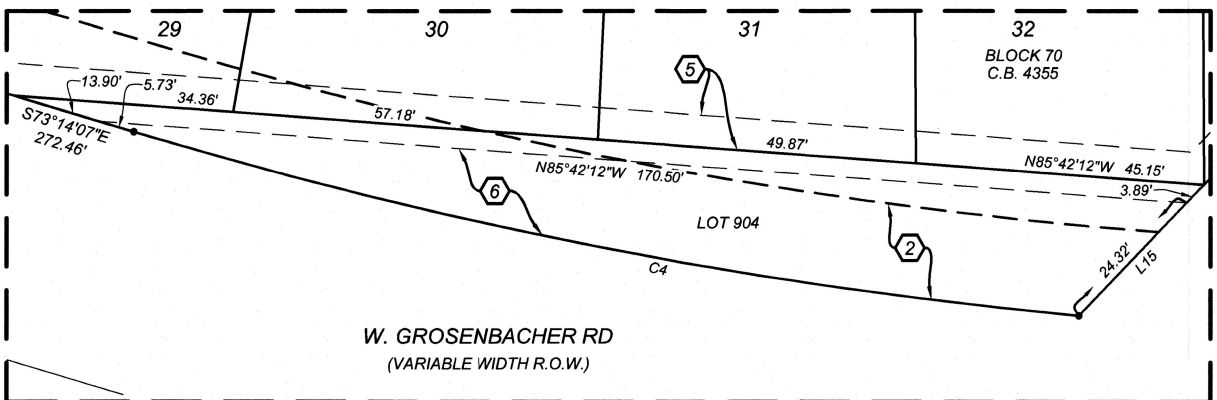 29
30
31
32
BLOCK 70
C.B. 4355
5
13.90'
5.73'
34.36'
57.18'
S73°14'07"E
272.46'
49.87'
N85°42'12"W 45.15'
N85°42'12"W 170.50'
3.89'
6
LOT 904
2
C4
24.32'
L15
W. GROSENBACHER RD
(VARIABLE WIDTH R.O.W.)